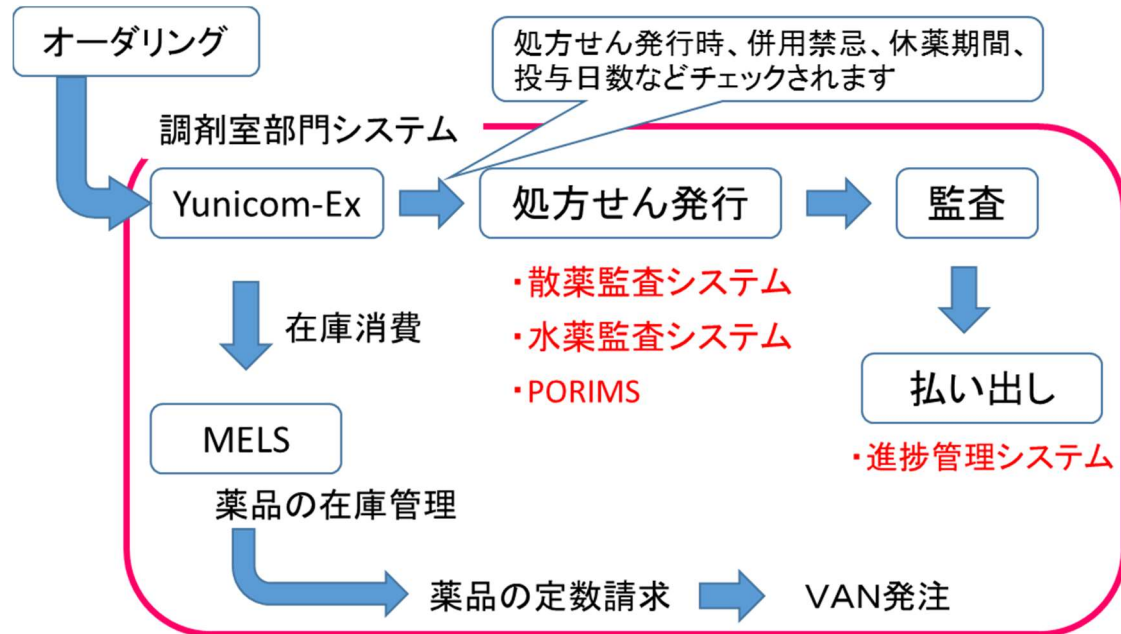 オーダリング
処方せん発行時、併用禁忌、休薬期間、
投与日数などチェックされます
調剤室部門システム
Yunicom-Ex
処方せん発行
監査
・散薬監査システム
・水薬監査システム
・PORIMS
在庫消費
払い出し
・進捗管理システム
MELS
薬品の在庫管理
薬品の定数請求
VAN発注